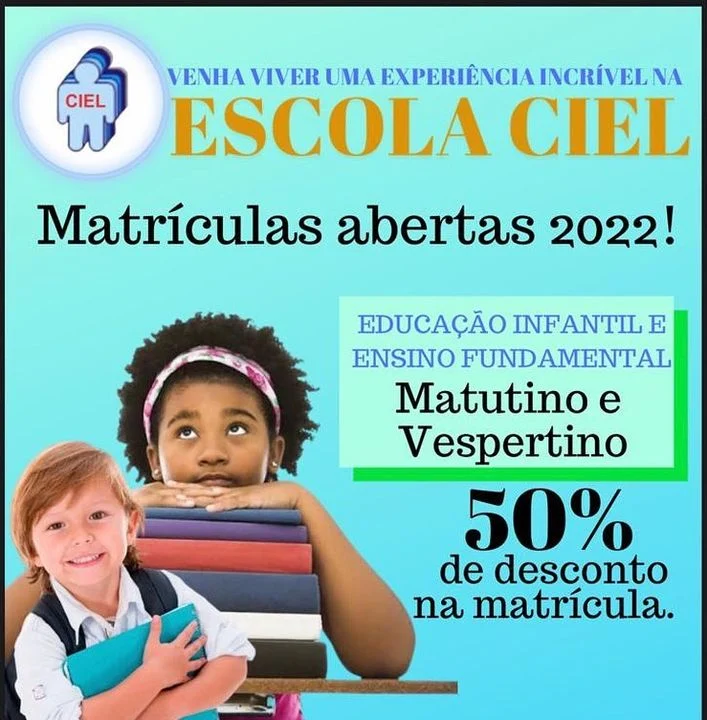 CIEL
VENHA VIVER UMA EXPERIÊNCIA INCRÍVEL NA
ESCOLA CIEL
Matrículas abertas 2022!
EDUCAÇÃO INFANTIL E
ENSINO FUNDAMENTAL
Matutino e
Vespertino
50%
de desconto
na matrícula.